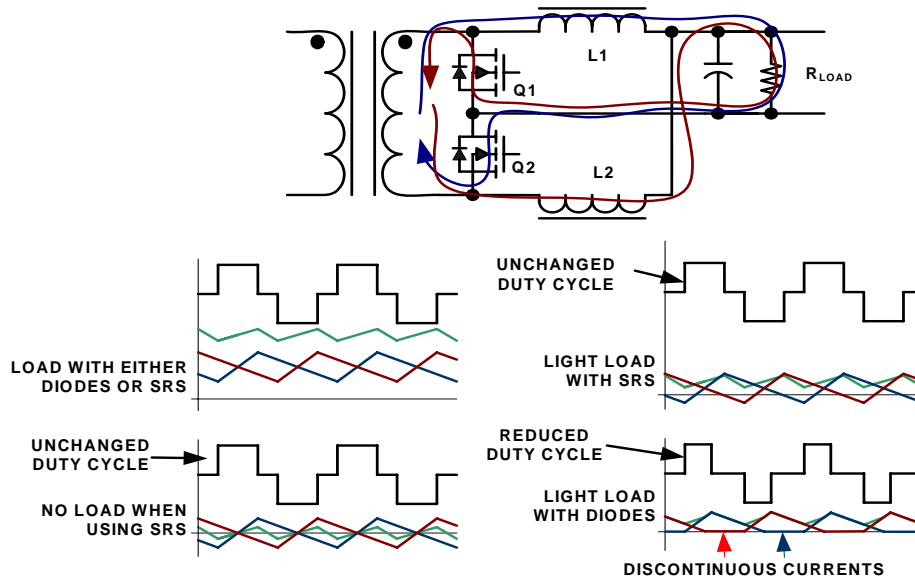 L1
Q1
RLOAD
Q2
L2
UNCHANGED
DUTY CYCLE
LOAD WITH EITHER
DIODES OR SRS
LIGHT LOAD
WITH SRS
UNCHANGED
DUTY CYCLE
NO LOAD WHEN
USING SRS
REDUCED
DUTY CYCLE
LIGHT LOAD
WITH DIODES
DISCONTINUOUS CURRENTS